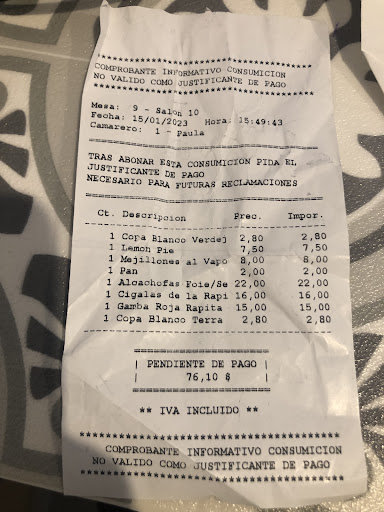 ********************************
COMPROBANTE INFORMATIVO CONSUMICION
NO VALIDO COMO JUSTIFICANTE DE PAGO
********************************
Mesa: 9 - Salon 10
Fecha: 15/01/2023 Hora: 15:49:43
Camarero: 1 - Paula
================================
TRAS ABONAR ESTA CONSUMICION PIDA EL
JUSTIFICANTE DE PAGO
NECESARIO PARA FUTURAS RECLAMACIONES
================================
Ct. Descripcion Prec. Impor.
--------------------------------
1 Copa Blanco Verdej 2,80 2,80
1 Lemon Pie 7,50 7,50
1 Mejillones al Vapo 8,00 8,00
1 Pan 2,00 2,00
1 Alcachofas Foie/Se 22,00 22,00
1 Cigalas de la Rapi 16,00 16,00
1 Gamba Roja Rapita 15,00 15,00
1 Copa Blanco Terra 2,80 2,80
--------------------------------
====================
| PENDIENTE DE PAGO |
| 76,10 $ |
====================
** IVA INCLUIDO **
********************************
COMPROBANTE INFORMATIVO CONSUMICION
NO VALIDO COMO JUSTIFICANTE DE PAGO
********************************